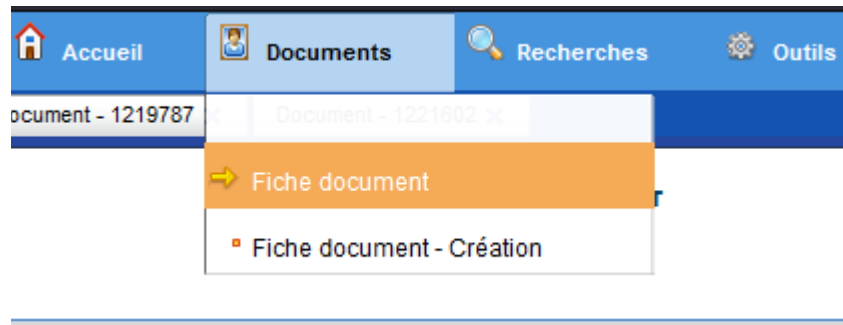 Accueil Documents Recherches Outils
ocument - 1219787 Document - 1221602
Fiche document
Fiche document - Création